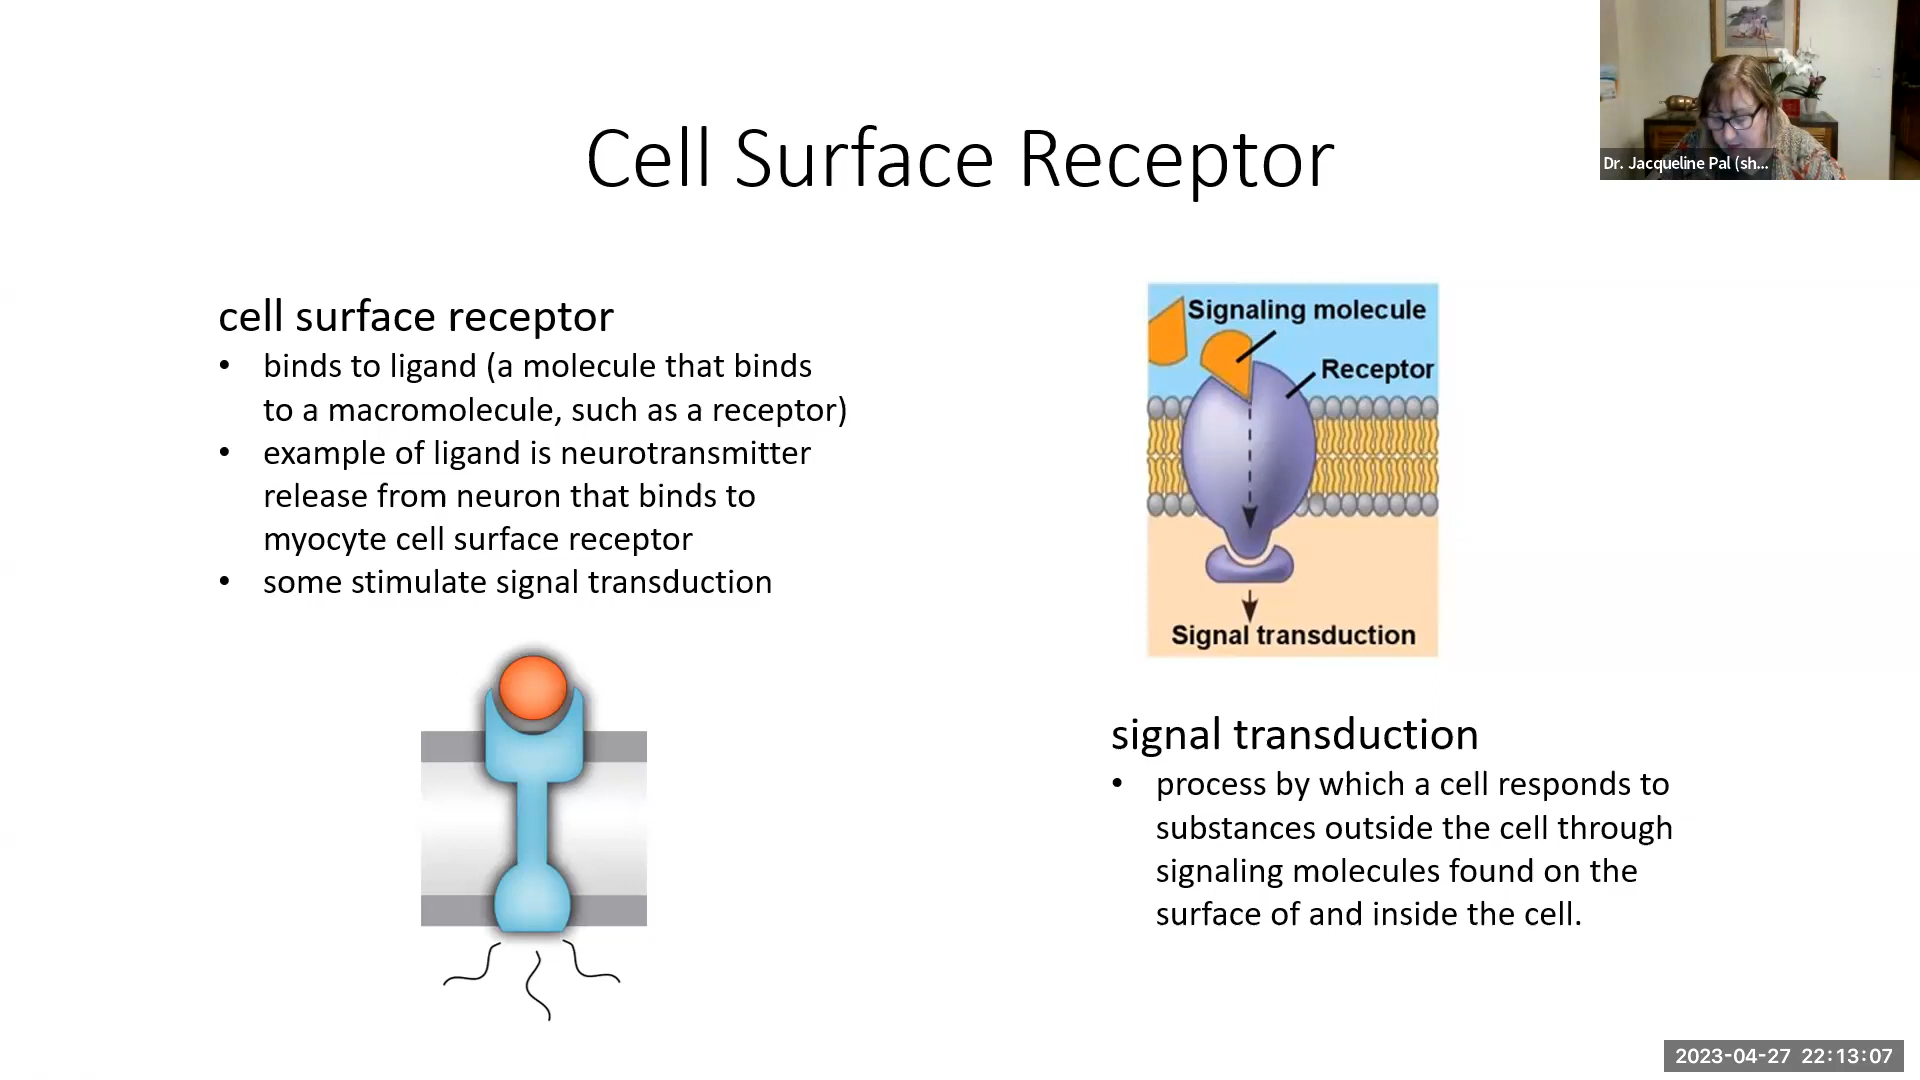 Dr. Jacqueline Pal (sh...
Cell Surface Receptor
cell surface receptor
• binds to ligand (a molecule that binds
to a macromolecule, such as a receptor)
• example of ligand is neurotransmitter
release from neuron that binds to
myocyte cell surface receptor
• some stimulate signal transduction
Signaling molecule
Receptor
Signal transduction
signal transduction
• process by which a cell responds to
substances outside the cell through
signaling molecules found on the
surface of and inside the cell.
2023-04-27 22:13:07